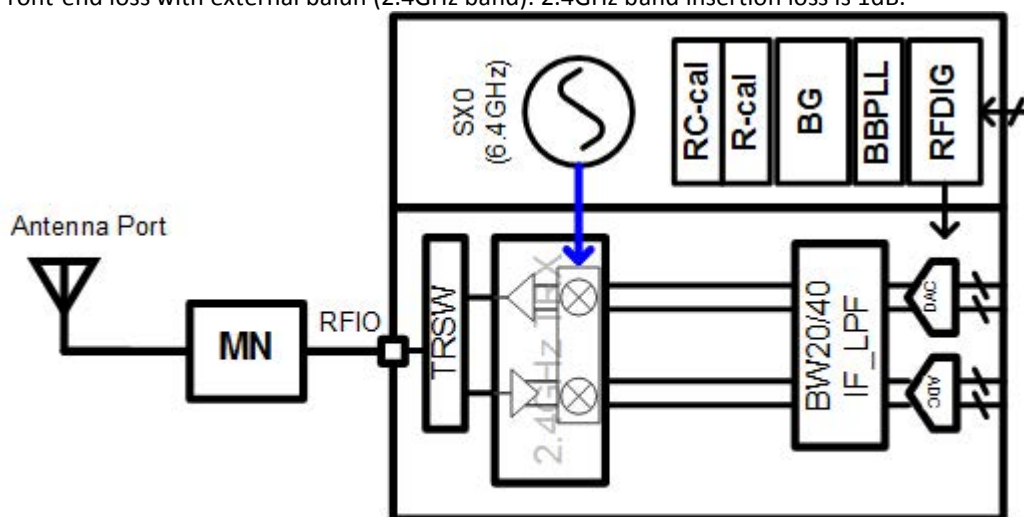 ront-end loss with external balun (2.4GHz band). 2.4GHz band insertion loss is 1dB.
SX0
(6.4GHz)
RC-cal
R-cal
BG
BBPLL
RFDIG
Antenna Port
MN
RFIO
TRSW
2.4GHz TRX
BW20/40
IF_LPF
DAC
ADC